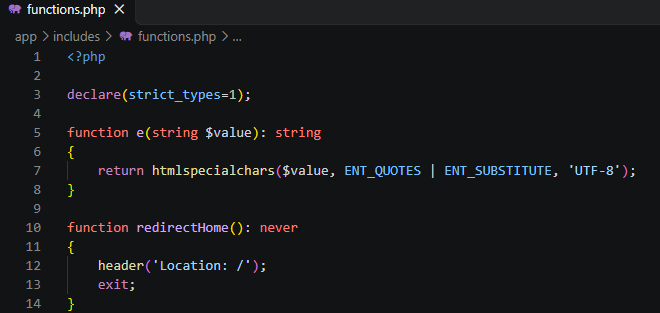 functions.php ×
app > includes > functions.php > ...
1 <?php
2
3 declare(strict_types=1);
4
5 function e(string $value): string
6 {
7     return htmlspecialchars($value, ENT_QUOTES | ENT_SUBSTITUTE, 'UTF-8');
8 }
9
10 function redirectHome(): never
11 {
12     header('Location: /');
13     exit;
14 }